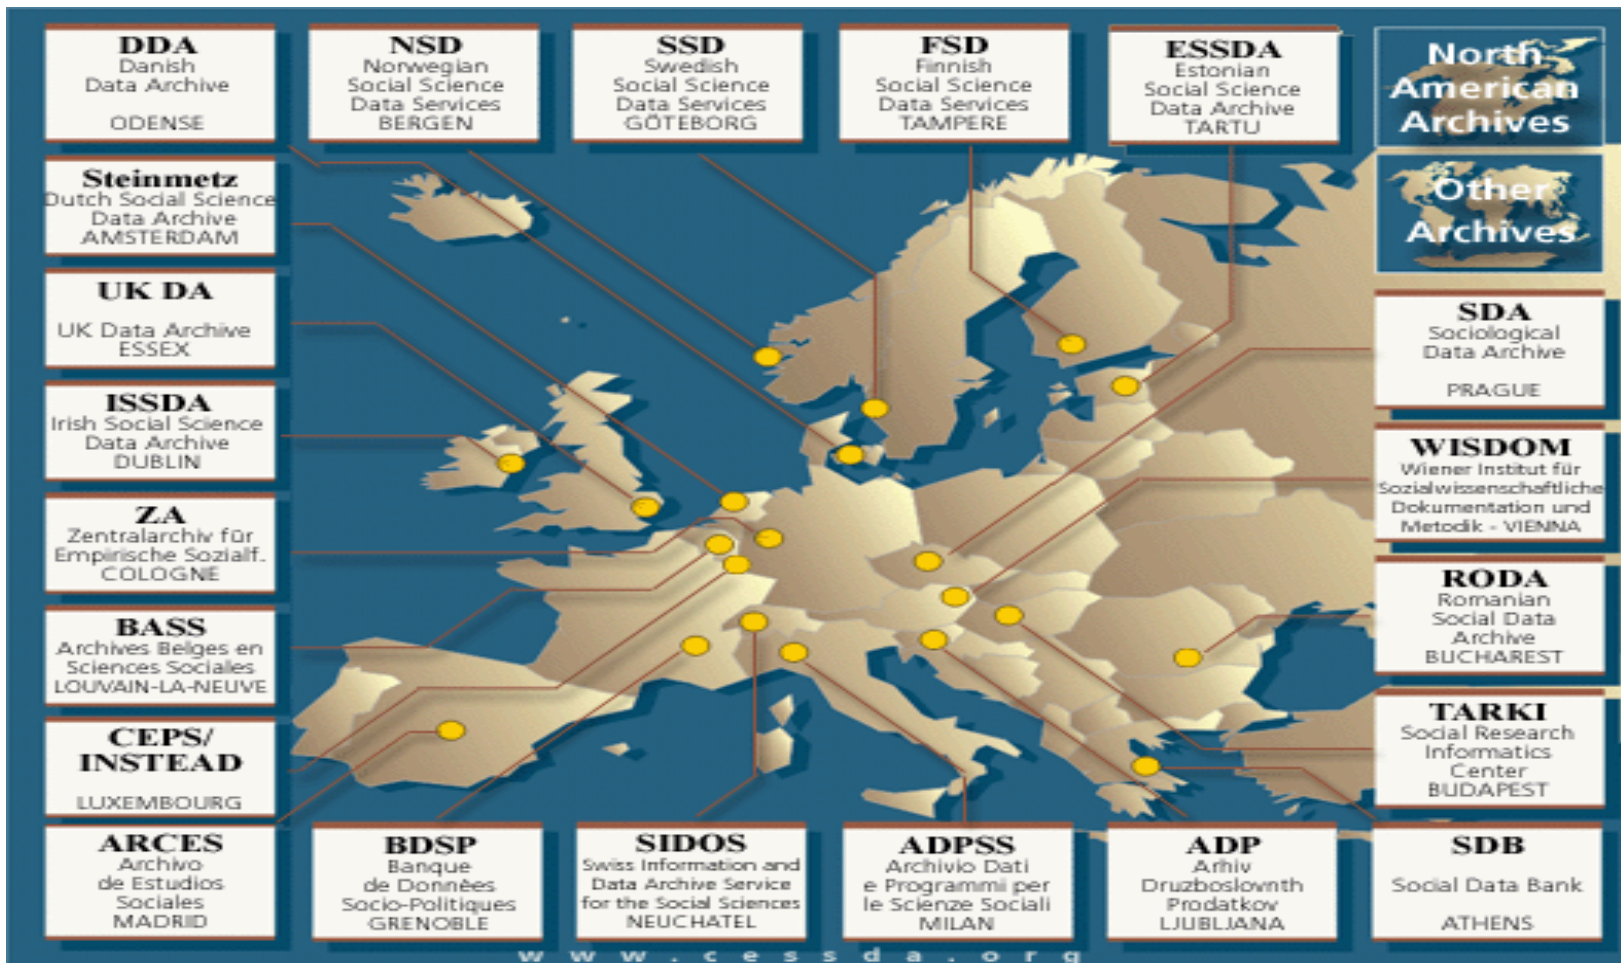 DDA
Danish
Data Archive
ODENSE
NSD
Norwegian
Social Science
Data Services
BERGEN
SSD
Swedish
Social Science
Data Services
GÖTEBORG
FSD
Finnish
Social Science
Data Services
TAMPERE
ESSDA
Estonian
Social Science
Data Archive
TARTU
North
American
Archives
Other
Archives
Steinmetz
Dutch Social Science
Data Archive
AMSTERDAM
UK DA
UK Data Archive
ESSEX
ISSDA
Irish Social Science
Data Archive
DUBLIN
ZA
Zentralarchiv für
Empirische Sozialf.
COLOGNE
BASS
Archives Belges en
Sciences Sociales
LOUVAIN-LA-NEUVE
CEPS/
INSTEAD
LUXEMBOURG
SDA
Sociological
Data Archive
PRAGUE
WISDOM
Wiener Institut für
Sozialwissenschaftliche
Dokumentation und
Metodik - VIENNA
RODA
Romanian
Social Data
Archive
BUCHAREST
TARKI
Social Research
Informatics
Center
BUDAPEST
ARCES
Archivo
de Estudios
Sociales
MADRID
BDSP
Banque
de Donnèes
Socio-Politiques
GRENOBLE
SIDOS
Swiss Information and
Data Archive Service
for the Social Sciences
NEUCHATEL
ADPSS
Archivio Dati
e Programmi per
le Scienze Sociali
MILAN
ADP
Arhiv
Druzboslovnth
Prodatkov
LJUBLJANA
SDB
Social Data Bank
ATHENS
www.cessda.org